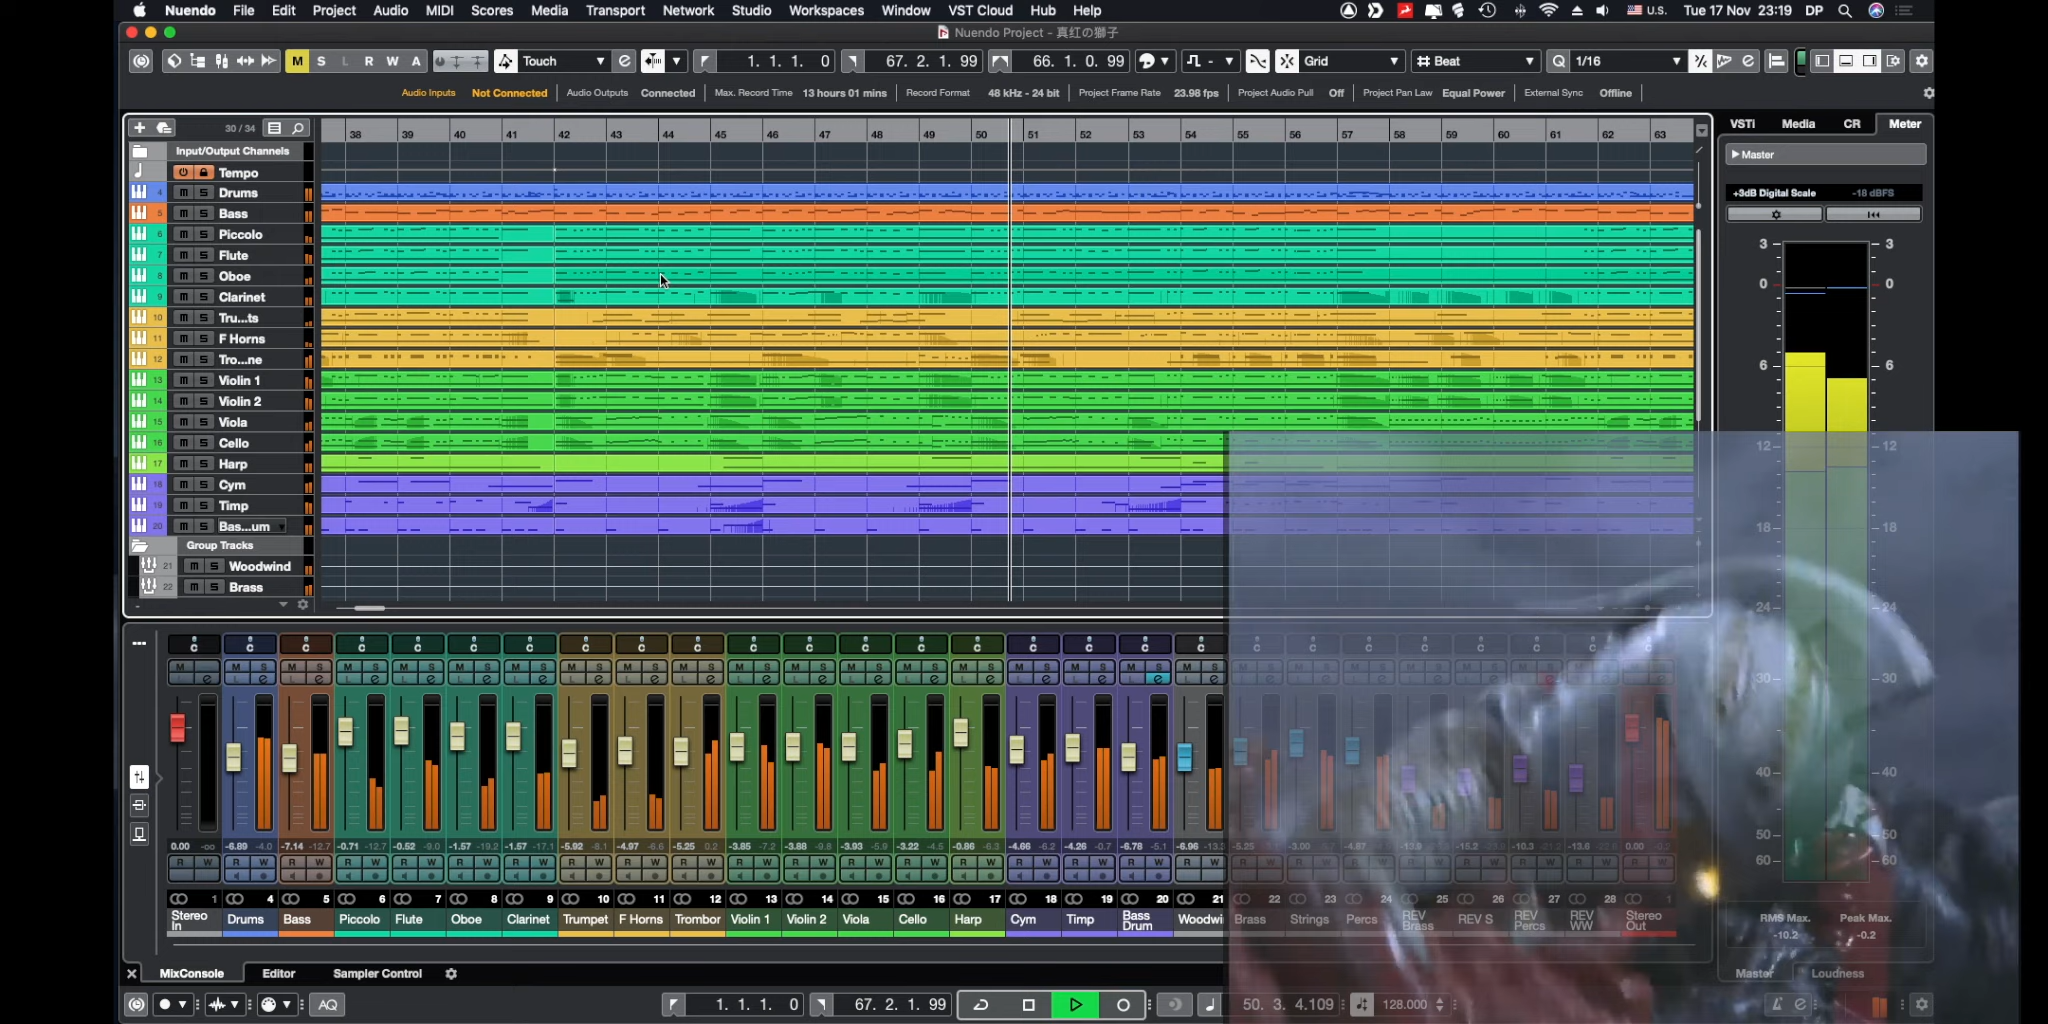 Nuendo File Edit Project Audio MIDI Scores Media Transport Network Studio Workspaces Window VST Cloud Hub Help U.S. Tue 17 Nov 23:19 DP
Nuendo Project - 真红の獅子
M S L R W A Touch 1. 1. 1. 0 67. 2. 1. 99 66. 1. 0. 99 Grid Beat Q 1/16
Audio Inputs Not Connected Audio Outputs Connected Max. Record Time 13 hours 01 mins Record Format 48 kHz - 24 bit Project Frame Rate 23.98 fps Project Audio Pull Off Project Pan Law Equal Power External Sync Offline
30 / 34 38 39 40 41 42 43 44 45 46 47 48 49 50 51 52 53 54 55 56 57 58 59 60 61 62 63
VSTi Media CR Meter
Master
+3dB Digital Scale -18 dBFS
Input/Output Channels
Tempo
4 m S Drums
5 m S Bass
6 m S Piccolo
7 m S Flute
8 m S Oboe
9 m S Clarinet
10 m S Tru...ts
11 m S F Horns
12 m S Tro...ne
13 m S Violin 1
14 m S Violin 2
15 m S Viola
16 m S Cello
17 m S Harp
18 m S Cym
19 m S Timp
20 m S Bas...um
Group Tracks
21 m S Woodwind
22 m S Brass
3 3
0 0
6 6
12 12
18 18
24 24
30 30
40 40
50 50
60 60
RMS Max. Peak Max.
-10.2 -0.2
Master Loudness
0.00 -∞ -6.89 -4.0 -7.14 -12.7 -0.71 -12.7 -0.52 -9.0 -1.57 -19.2 -1.57 -17.1 -5.92 -8.1 -4.97 -6.6 -5.25 0.2 -3.85 -7.2 -3.88 -9.8 -3.93 -5.9 -3.22 -4.5 -0.86 -6.3 -4.66 -6.2 -4.26 -0.7 -6.78 -5.1 -6.96
1 4 5 6 7 8 9 10 11 12 13 14 15 16 17 18 19 20 21 22 23 24 25 26 27 28 1
Stereo In Drums Bass Piccolo Flute Oboe Clarinet Trumpet F Horns Trombor Violin 1 Violin 2 Viola Cello Harp Cym Timp Bass Drum Woodwi Brass Strings Percs REV Brass REV S REV Percs REV WW Stereo Out
MixConsole Editor Sampler Control
AQ 1. 1. 1. 0 67. 2. 1. 99 50. 3. 4.109 128.000